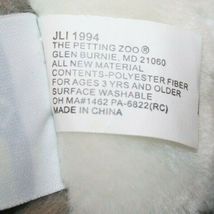 JLI 1994
THE PETTING ZOO®
GLEN BURNIE, MD 21060
ALL NEW MATERIAL
CONTENTS-POLYESTER FIBER
FOR AGES 3 YRS AND OLDER
SURFACE WASHABLE
OH MA#1462 PA-6822(RC)
MADE IN CHINA